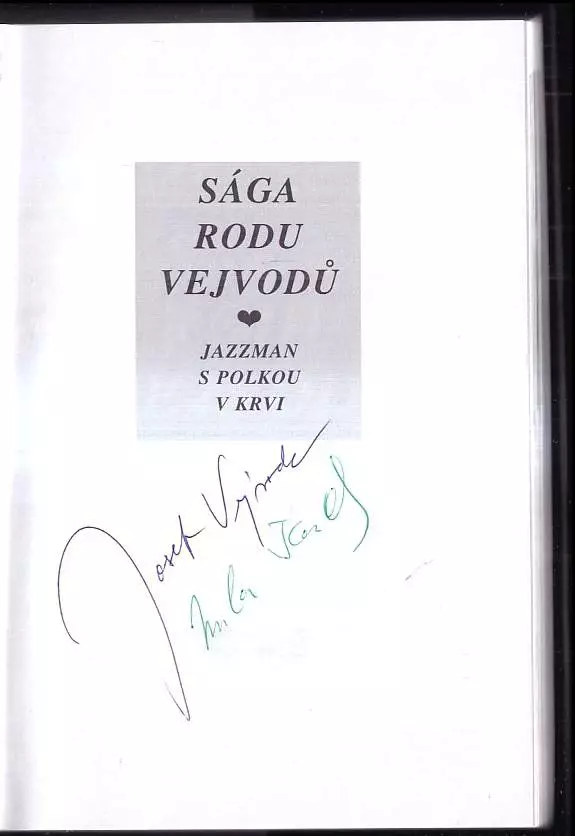 SÁGA
RODU
VEJVODŮ
JAZZMAN
S POLKOU
V KRVI
Josef Vejvoda